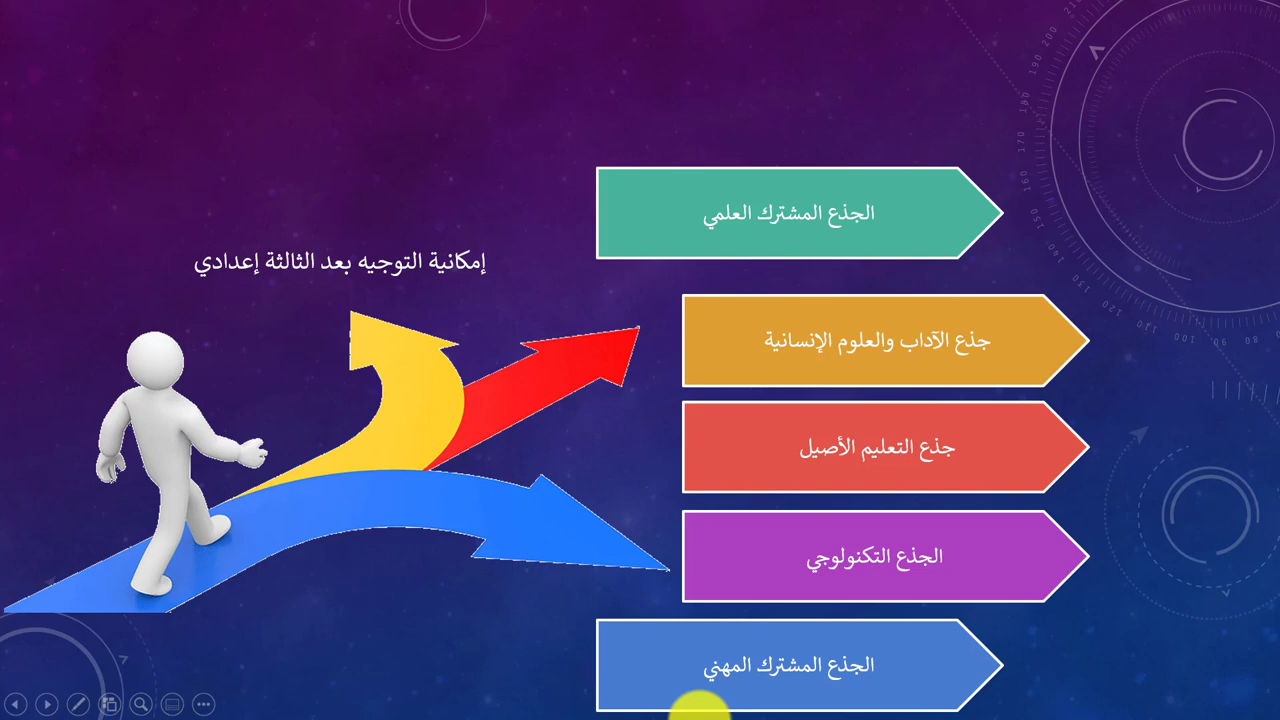 إمكانية التوجيه بعد الثالثة إعدادي
الجذع المشترك العلمي
جذع الآداب والعلوم الإنسانية
جذع التعليم الأصيل
الجذع التكنولوجي
الجذع المشترك المهني